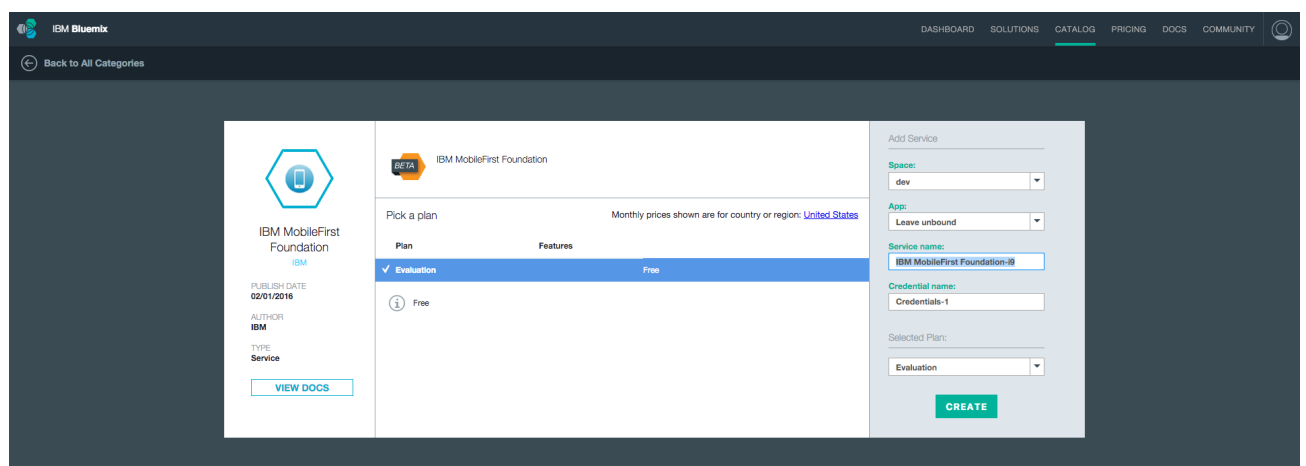 IBM Bluemix
DASHBOARD SOLUTIONS CATALOG PRICING DOCS COMMUNITY
Back to All Categories
IBM MobileFirst
Foundation
IBM
PUBLISH DATE
02/01/2016
AUTHOR
IBM
TYPE
Service
VIEW DOCS
BETA
IBM MobileFirst Foundation
Pick a plan
Monthly prices shown are for country or region: United States
Plan Features
Evaluation Free
Free
Add Service
Space:
dev
App:
Leave unbound
Service name:
IBM MobileFirst Foundation-i9
Credential name:
Credentials-1
Selected Plan:
Evaluation
CREATE